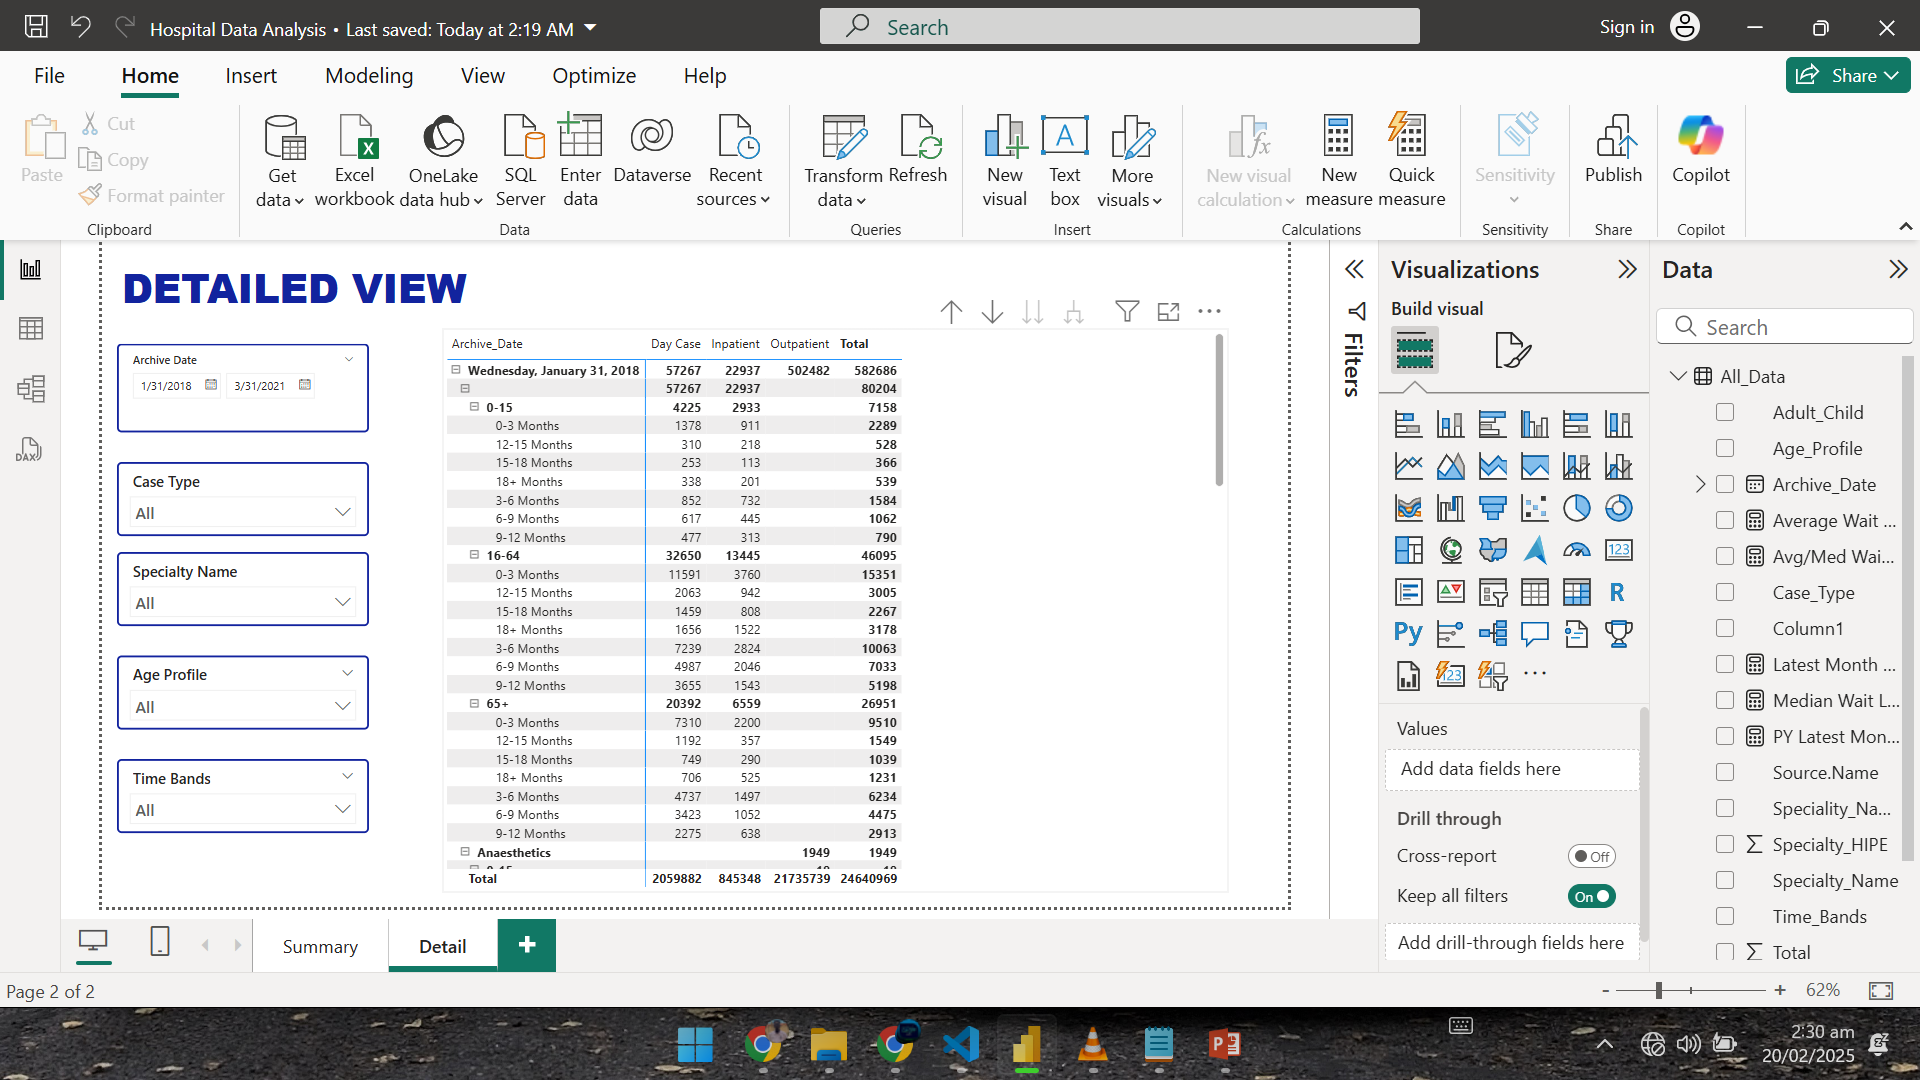 Hospital Data Analysis • Last saved: Today at 2:19 AM
Search
Sign in
File Home Insert Modeling View Optimize Help
Share
Paste
Cut
Copy
Format painter
Clipboard
Get data
Excel workbook
OneLake data hub
SQL Server
Enter data
Dataverse
Recent sources
Data
Transform data
Refresh
Queries
New visual
Text box
More visuals
Insert
New visual calculation
New measure
Quick measure
Calculations
Sensitivity
Sensitivity
Publish
Share
Copilot
Copilot
DETAILED VIEW
Archive Date
1/31/2018 3/31/2021
Case Type
All
Specialty Name
All
Age Profile
All
Time Bands
All
Archive_Date Day Case Inpatient Outpatient Total
Wednesday, January 31, 2018 57267 22937 502482 582686
57267 22937 80204
0-15 4225 2933 7158
0-3 Months 1378 911 2289
12-15 Months 310 218 528
15-18 Months 253 113 366
18+ Months 338 201 539
3-6 Months 852 732 1584
6-9 Months 617 445 1062
9-12 Months 477 313 790
16-64 32650 13445 46095
0-3 Months 11591 3760 15351
12-15 Months 2063 942 3005
15-18 Months 1459 808 2267
18+ Months 1656 1522 3178
3-6 Months 7239 2824 10063
6-9 Months 4987 2046 7033
9-12 Months 3655 1543 5198
65+ 20392 6559 26951
0-3 Months 7310 2200 9510
12-15 Months 1192 357 1549
15-18 Months 749 290 1039
18+ Months 706 525 1231
3-6 Months 4737 1497 6234
6-9 Months 3423 1052 4475
9-12 Months 2275 638 2913
Anaesthetics 1949 1949
Total 2059882 845348 21735739 24640969
Filters
Visualizations
Build visual
123
R
Py
123
Values
Add data fields here
Drill through
Cross-report Off
Keep all filters On
Add drill-through fields here
Data
Search
All_Data
Adult_Child
Age_Profile
Archive_Date
Average Wait ...
Avg/Med Wai...
Case_Type
Column1
Latest Month ...
Median Wait L...
PY Latest Mon...
Source.Name
Speciality_Na...
Specialty_HIPE
Specialty_Name
Time_Bands
Total
DAX
Summary Detail
Page 2 of 2
- + 62%
2:30 am
20/02/2025